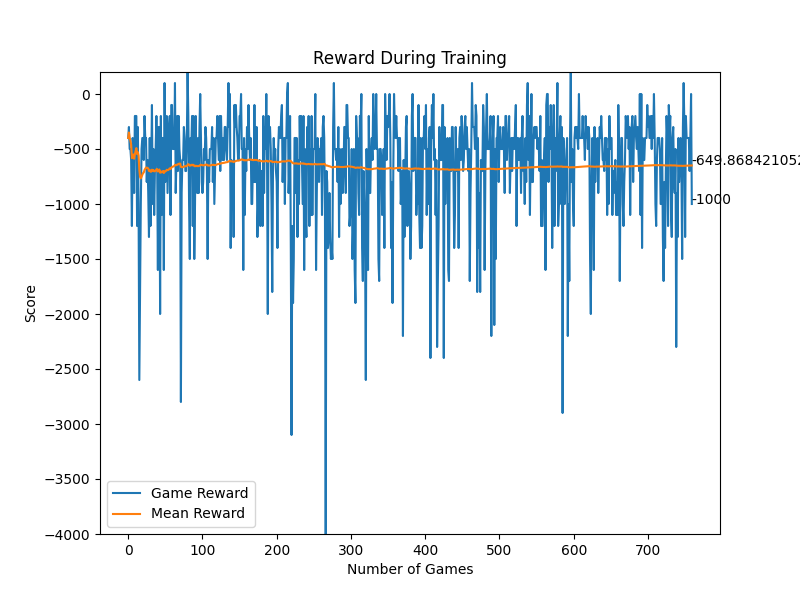 Reward During Training
Score
0
−500
−1000
−1500
−2000
−2500
−3000
−3500
−4000
-649.868421052
-1000
Game Reward
Mean Reward
0 100 200 300 400 500 600 700
Number of Games